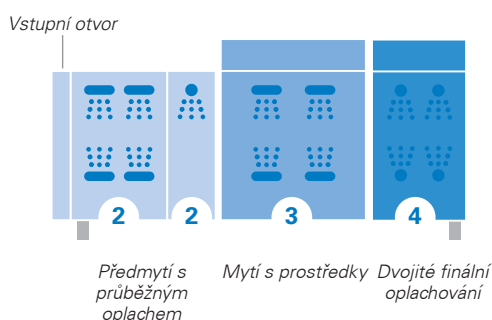 Vstupní otvor
2
2
3
4
Předmytí s
průběžným
oplachem
Mytí s prostředky
Dvojité finální
oplachování